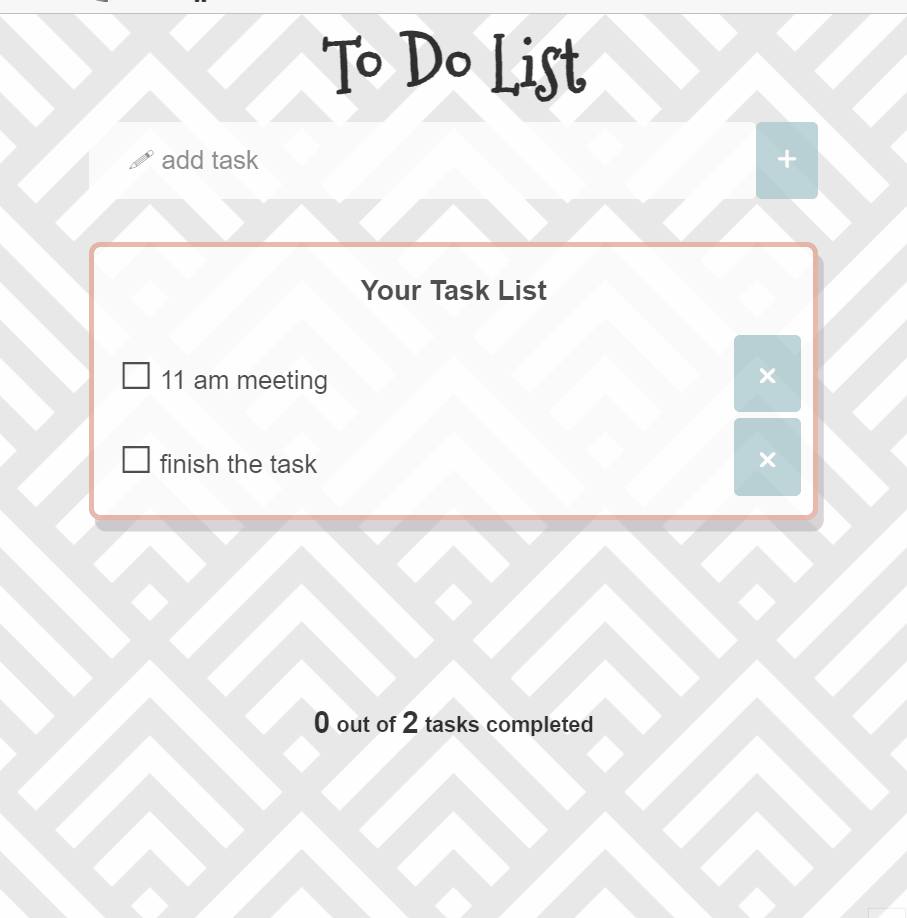 To Do List
add task
Your Task List
11 am meeting
finish the task
0 out of 2 tasks completed